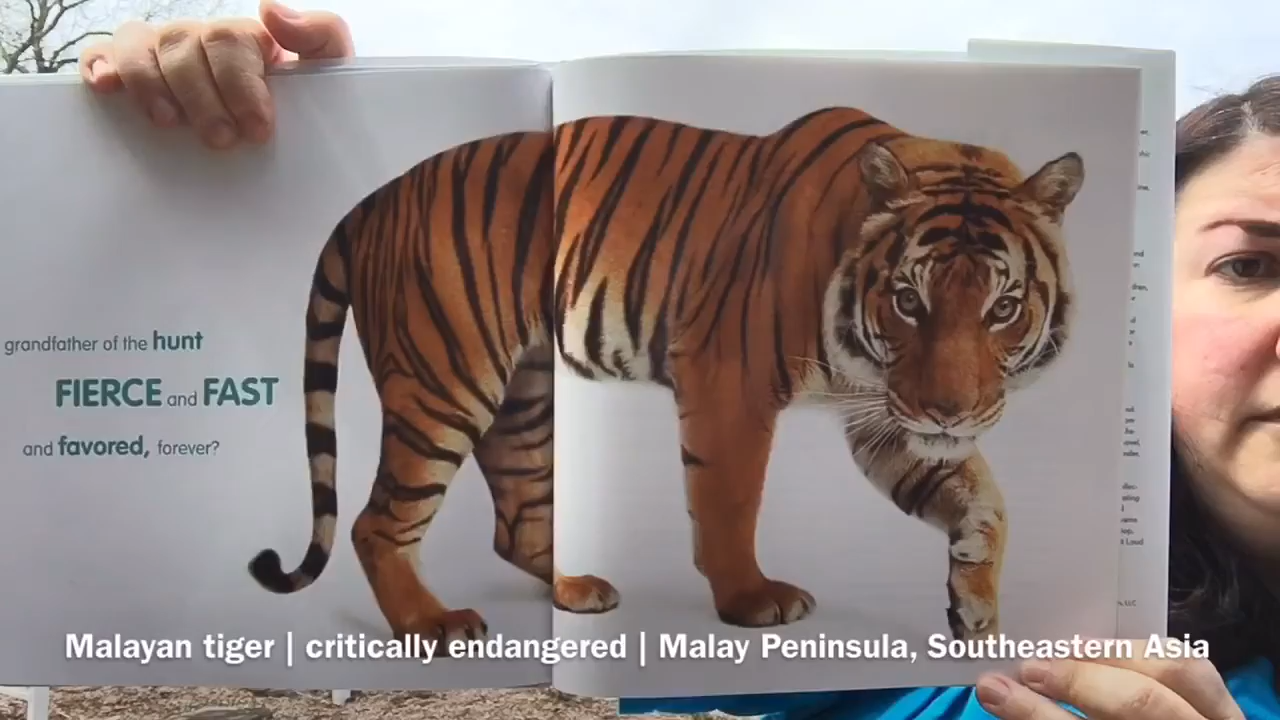 grandfather of the hunt
FIERCE and FAST
and favored, forever?
Malayan tiger | critically endangered | Malay Peninsula, Southeastern Asia